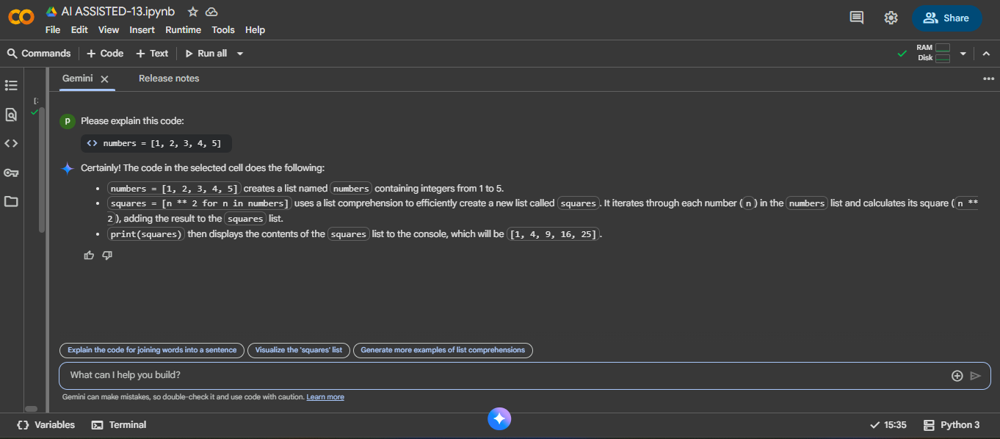 AI ASSISTED-13.ipynb
File Edit View Insert Runtime Tools Help
Share
Commands + Code + Text Run all
RAM
Disk
Gemini Release notes
[:
P Please explain this code:
<> numbers = [1, 2, 3, 4, 5]
Certainly! The code in the selected cell does the following:
• numbers = [1, 2, 3, 4, 5] creates a list named numbers containing integers from 1 to 5.
• squares = [n ** 2 for n in numbers] uses a list comprehension to efficiently create a new list called squares. It iterates through each number (n) in the numbers list and calculates its square (n **
2), adding the result to the squares list.
• print(squares) then displays the contents of the squares list to the console, which will be [1, 4, 9, 16, 25].
Explain the code for joining words into a sentence Visualize the 'squares' list Generate more examples of list comprehensions
What can I help you build?
Gemini can make mistakes, so double-check it and use code with caution. Learn more
Variables Terminal 15:35 Python 3